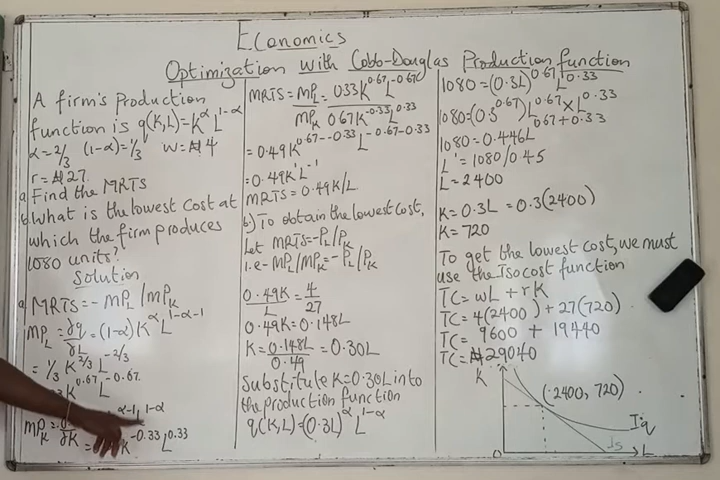 Economics
Optimization with Cobb-Douglas Production function
A firm's Production
function is q(K,L)=K^α L^1-α
α=2/3 (1-α)=1/3 w=₦4
r=₦27.
a Find the MRTS
b What is the lowest cost at
which the firm produces
1080 units?
Solution
a MRTS = -MPL/MPK
MPL = ∂q/∂L = (1-α)K^α L^1-α-1
= 1/3 K^2/3 L^-2/3
K^0.67 L^-0.67
MPK = ∂K α-1 L^1-α
K^-0.33 L^0.33
MRTS = MPL/MPK = 0.33K^0.67 L^-0.67/0.67K^-0.33 L^0.33
= 0.49K^0.67--0.33 L^-0.67-0.33
= 0.49K^1 L^-1
MRTS = 0.49K/L
b) To obtain the lowest cost,
Let MRTS=-PL/PK
i.e- MPL/MPK = -PL/PK
0.49K/L = 4/27
0.49K = 0.148L
K = 0.148L/0.49 = 0.30L
Substitute K=0.30L into
the production function
q(K,L)=(0.3L)^α L^1-α
1080=(0.3L)^0.67 L^0.33
1080=(0.3^0.67)L^0.67 × L^0.33
0.67+0.33
1080=0.446L
L^1=1080/0.45
L=2400
K=0.3L = 0.3(2400)
K=720
To get the lowest cost, we must
use the Isocost function
TC = wL + rK
TC = 4(2400) + 27(720)
TC = 9600 + 19440
TC = ₦29040
K
(2400, 720)
Iq
Is
0
L